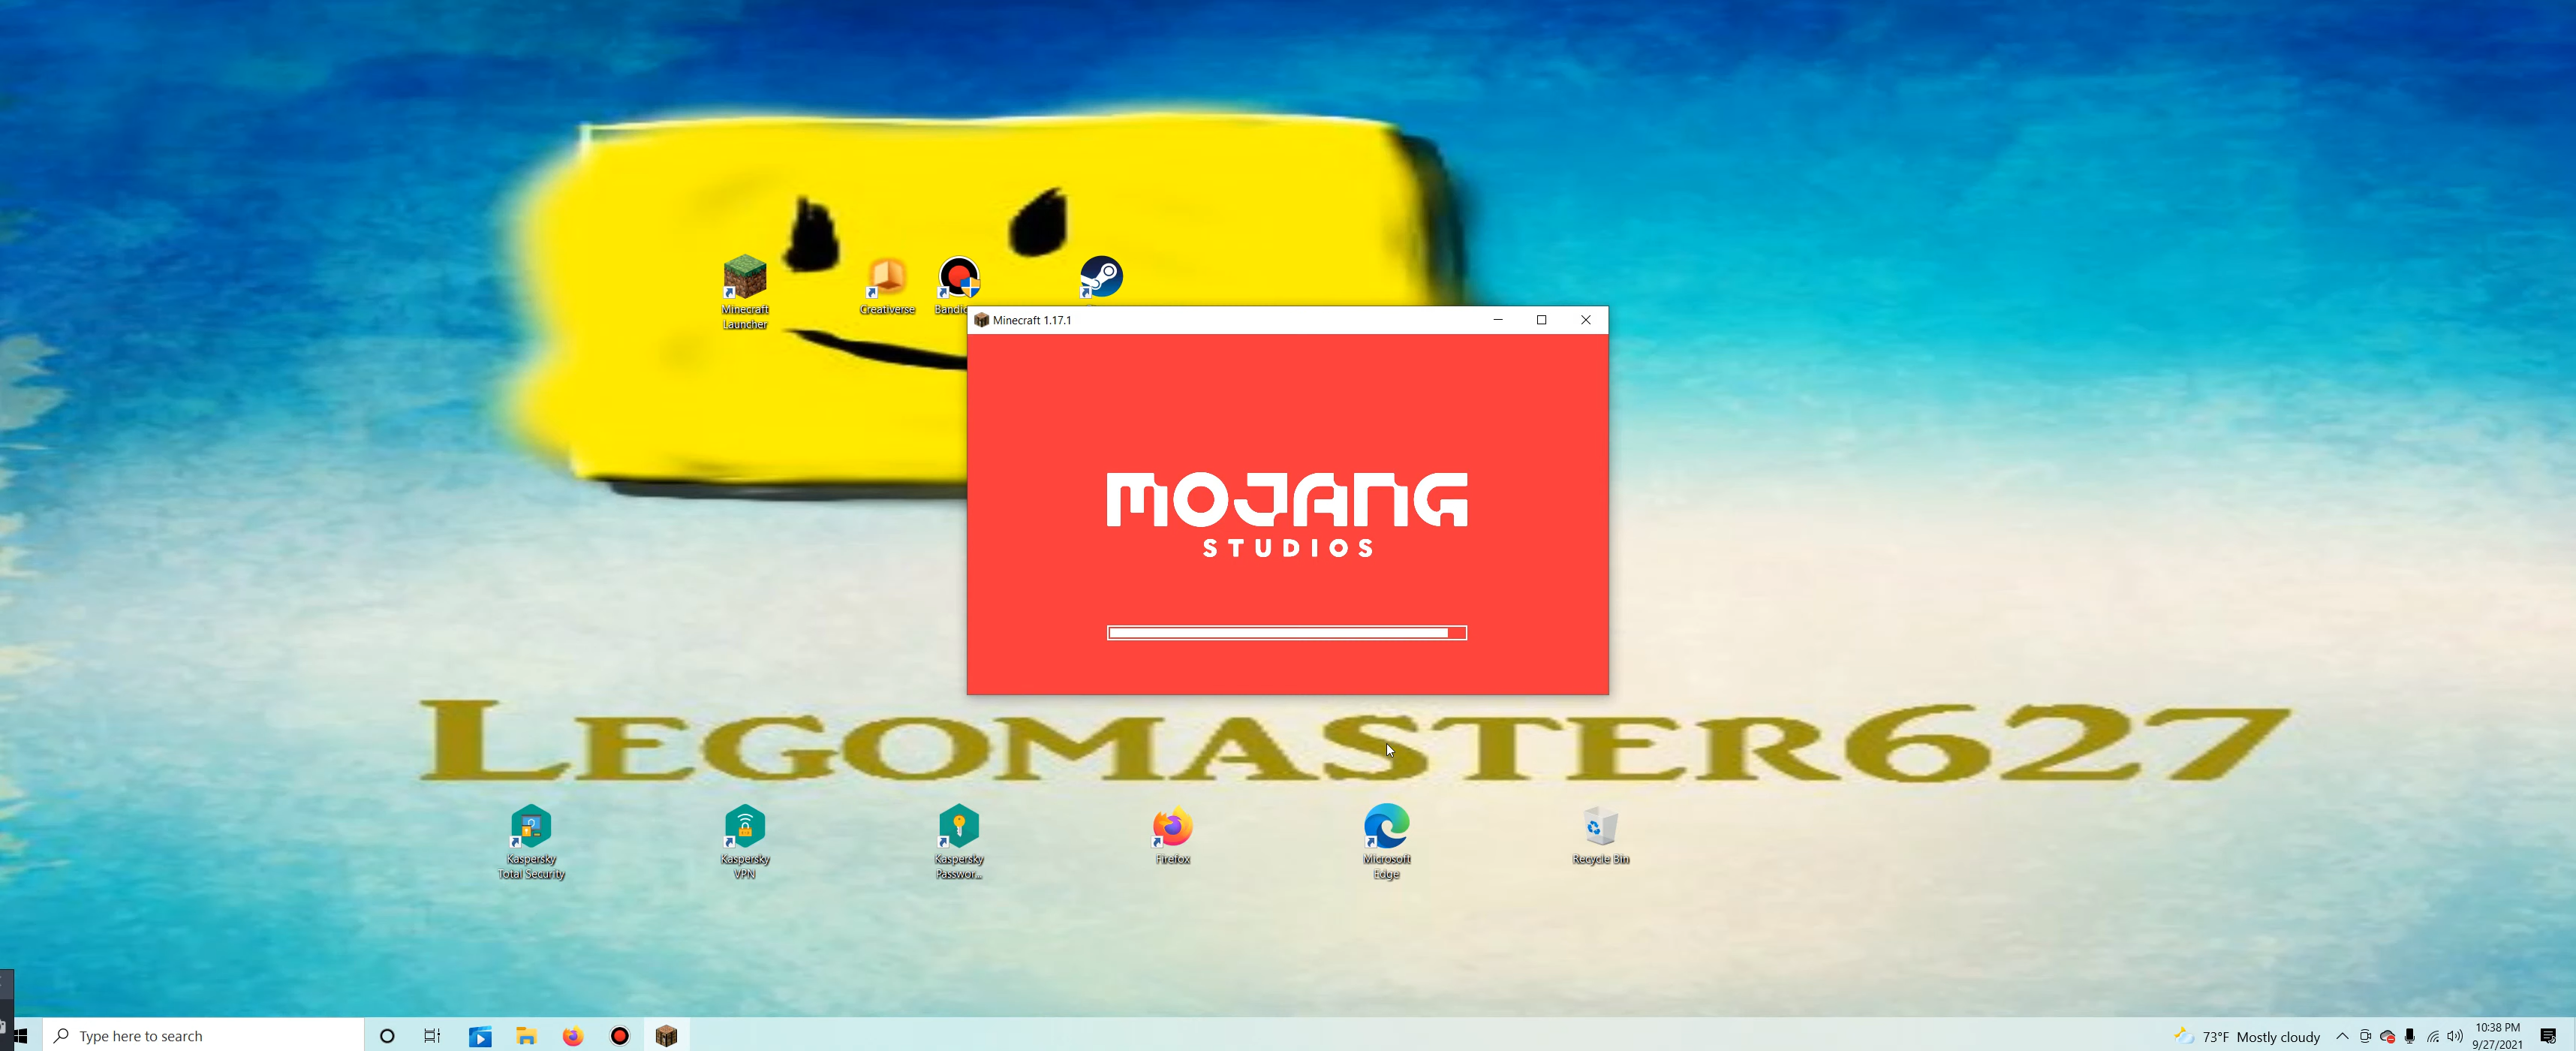 Minecraft
Launcher
Creativerse
Minecraft 1.17.1
MOJANG
STUDIOS
LEGOMASTER627
Kaspersky
Total Security
Kaspersky
VPN
Kaspersky
Passwor...
Firefox
Microsoft
Edge
Recycle Bin
Type here to search
73°F Mostly cloudy
10:38 PM
9/27/2021